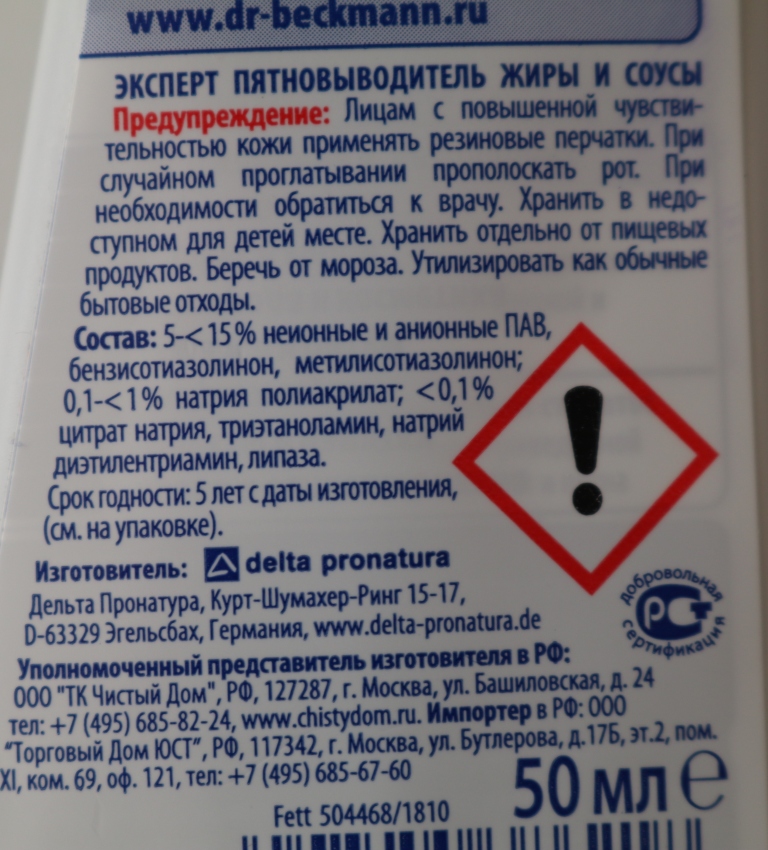 www.dr-beckmann.ru
ЭКСПЕРТ ПЯТНОВЫВОДИТЕЛЬ ЖИРЫ И СОУСЫ
Предупреждение: Лицам с повышенной чувстви-
тельностью кожи применять резиновые перчатки. При
случайном проглатывании прополоскать рот. При
необходимости обратиться к врачу. Хранить в недо-
ступном для детей месте. Хранить отдельно от пищевых
продуктов. Беречь от мороза. Утилизировать как обычные
бытовые отходы.
Состав: 5-<15% неионные и анионные ПАВ,
бензисотиазолинон, метилисотиазолинон;
0,1-<1% натрия полиакрилат; <0,1%
цитрат натрия, триэтаноламин, натрий
диэтилентриамин, липаза.
Срок годности: 5 лет с даты изготовления,
(см. на упаковке).
Изготовитель: delta pronatura
Дельта Пронатура, Курт-Шумахер-Ринг 15-17,
D-63329 Эгельсбах, Германия, www.delta-pronatura.de
добровольная
РСТ
сертификация
Уполномоченный представитель изготовителя в РФ:
ООО "ТК Чистый Дом", РФ, 127287, г. Москва, ул. Башиловская, д. 24
тел: +7 (495) 685-82-24, www.chistydom.ru. Импортер в РФ: ООО
"Торговый Дом ЮСТ", РФ, 117342, г. Москва, ул. Бутлерова, д.17Б, эт.2, пом.
XI, ком. 69, оф. 121, тел: +7 (495) 685-67-60
50 мл e
Fett 504468/1810